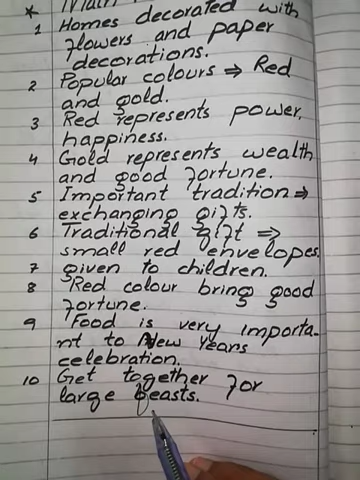 * Main
1 Homes decorated with
flowers and paper
decorations.
2 Popular colours ⇒ Red
and gold.
3 Red represents power,
happiness.
4 Gold represents wealth
and good fortune.
5 Important tradition ⇒
exchanging gifts.
6 Traditional gift ⇒
small red envelopes
7 given to children.
8 Red colour bring good
fortune.
9 Food is very importa-
nt to New Years
celebration.
10 Get together for
large feasts.